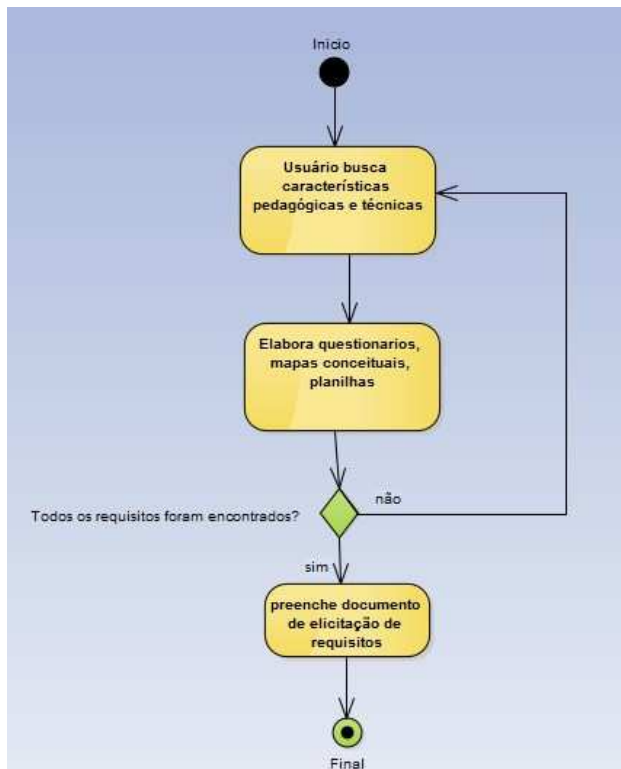 Inicio
Usuário busca
características
pedagógicas e técnicas
Elabora questionarios,
mapas conceituais,
planilhas
não
Todos os requisitos foram encontrados?
sim
preenche documento
de elicitação de
requisitos
Final